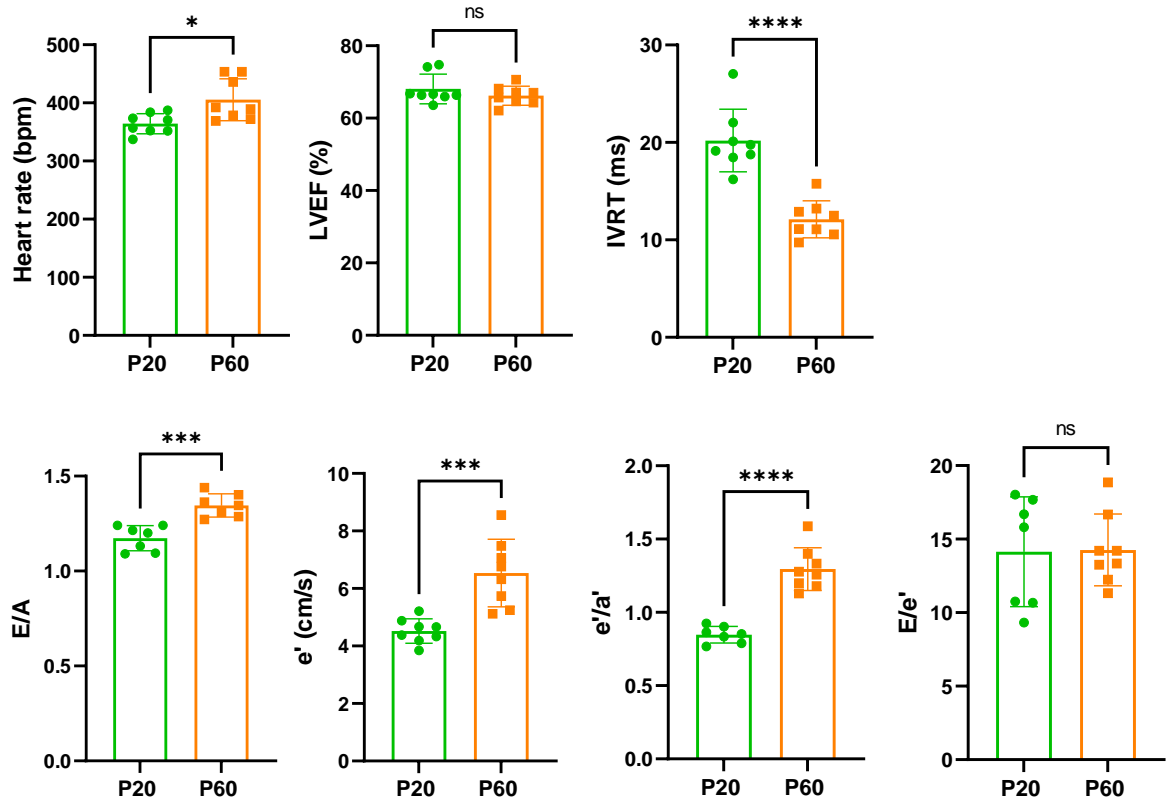 *
ns
****
Heart rate (bpm)
500
400
300
200
100
0
P20 P60
LVEF (%)
80
60
40
20
0
P20 P60
IVRT (ms)
30
20
10
0
P20 P60
***
***
****
ns
E/A
1.5
1.0
0.5
0.0
P20 P60
e' (cm/s)
10
8
6
4
2
0
P20 P60
e'/a'
2.0
1.5
1.0
0.5
0.0
P20 P60
E/e'
20
15
10
5
0
P20 P60